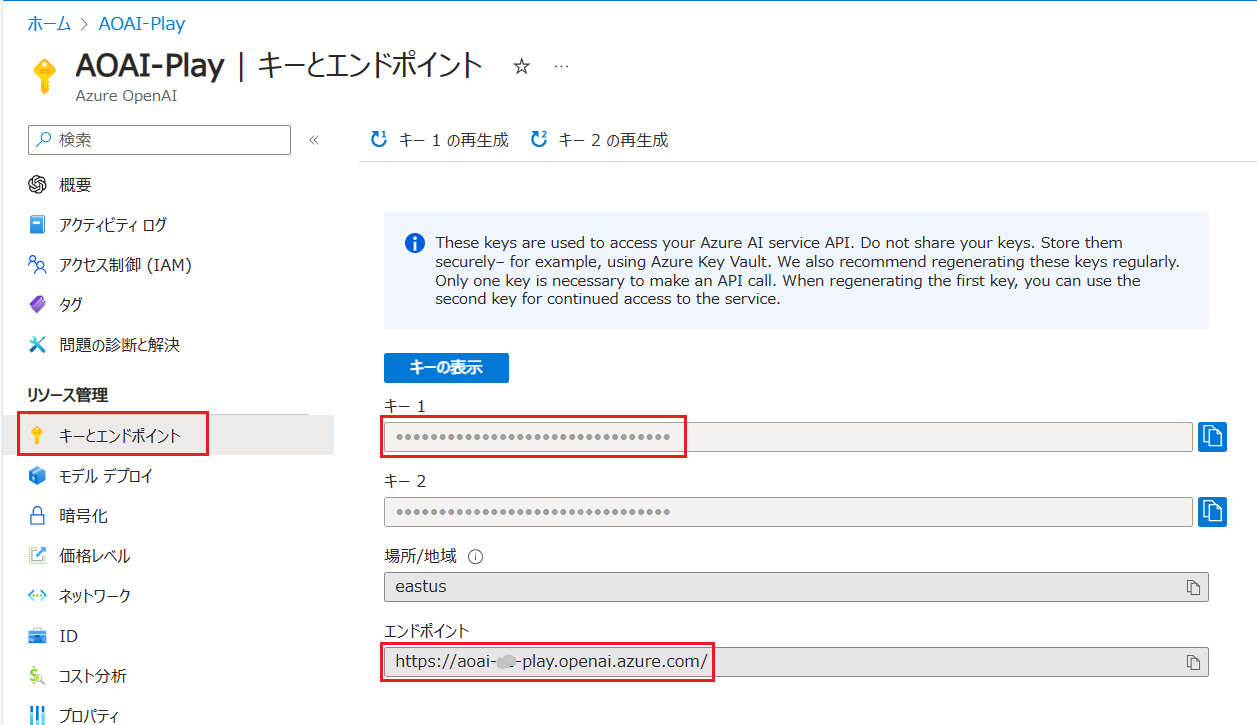 ホーム > AOAI-Play
AOAI-Play | キーとエンドポイント ☆ …
Azure OpenAI
検索 «
キー 1 の再生成 キー 2 の再生成
概要
アクティビティ ログ
アクセス制御 (IAM)
タグ
問題の診断と解決
リソース管理
キーとエンドポイント
モデル デプロイ
暗号化
価格レベル
ネットワーク
ID
コスト分析
プロパティ
These keys are used to access your Azure AI service API. Do not share your keys. Store them
securely– for example, using Azure Key Vault. We also recommend regenerating these keys regularly.
Only one key is necessary to make an API call. When regenerating the first key, you can use the
second key for continued access to the service.
キーの表示
キー 1
••••••••••••••••••••••••••••••••
キー 2
••••••••••••••••••••••••••••••••
場所/地域
eastus
エンドポイント
https://aoai- -play.openai.azure.com/